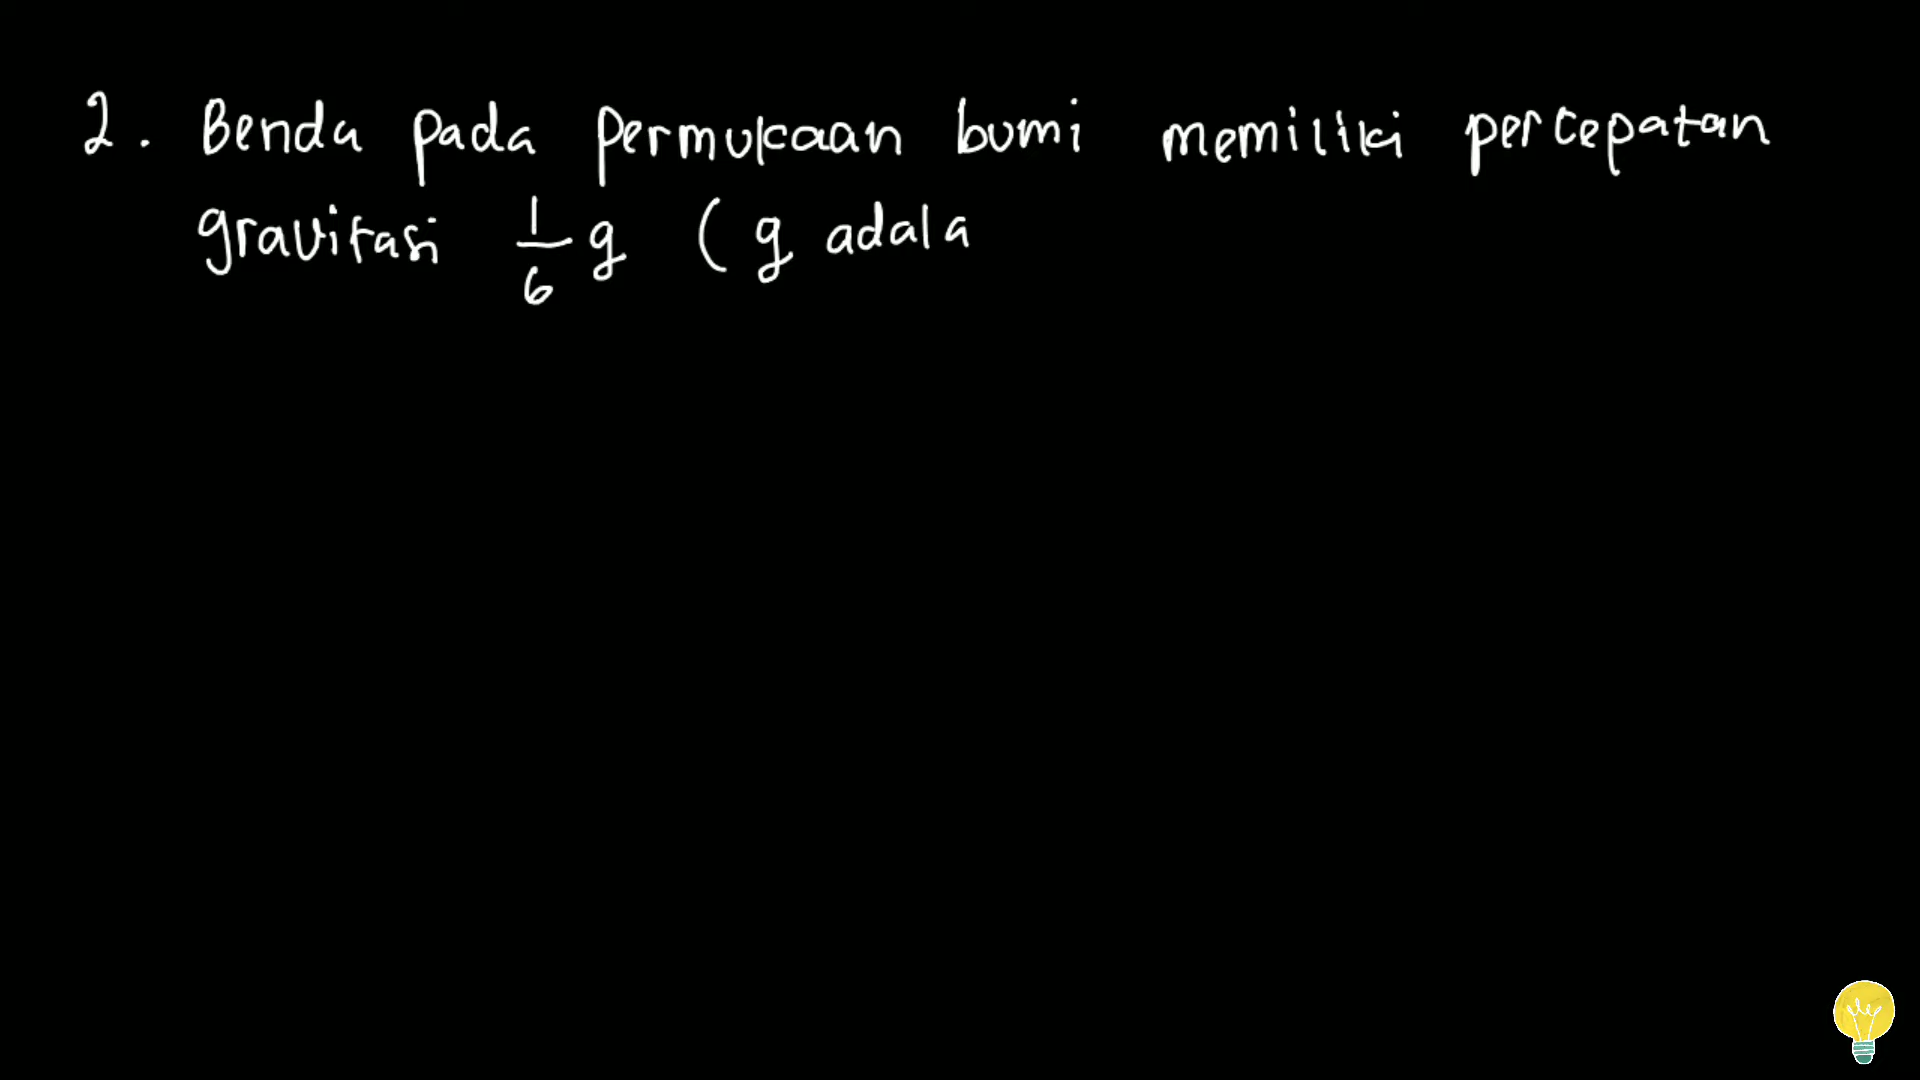 2. Benda pada permukaan bumi memiliki percepatan
gravitasi 1/6 g ( g adala